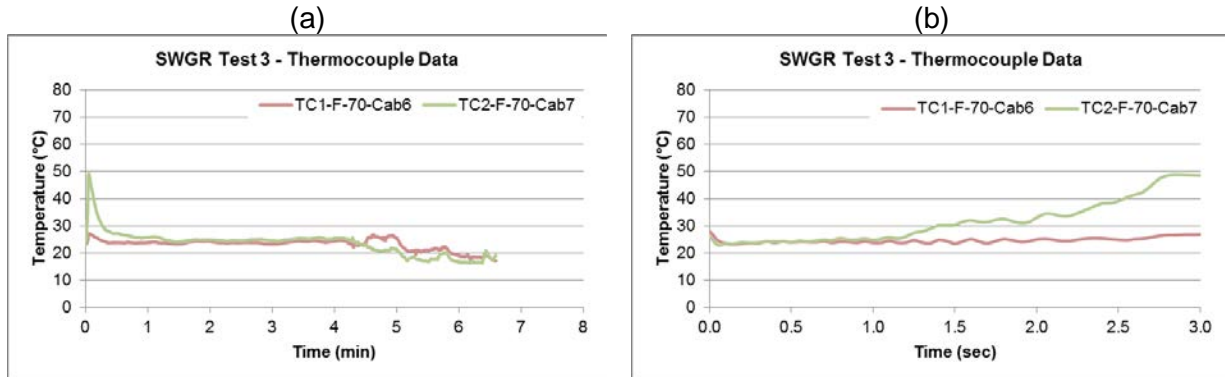 (a)
SWGR Test 3 - Thermocouple Data
TC1-F-70-Cab6 TC2-F-70-Cab7
80
70
60
50
40
30
20
10
0
Temperature (°C)
0 1 2 3 4 5 6 7 8
Time (min)
(b)
SWGR Test 3 - Thermocouple Data
TC1-F-70-Cab6 TC2-F-70-Cab7
80
70
60
50
40
30
20
10
0
Temperature (°C)
0.0 0.5 1.0 1.5 2.0 2.5 3.0
Time (sec)